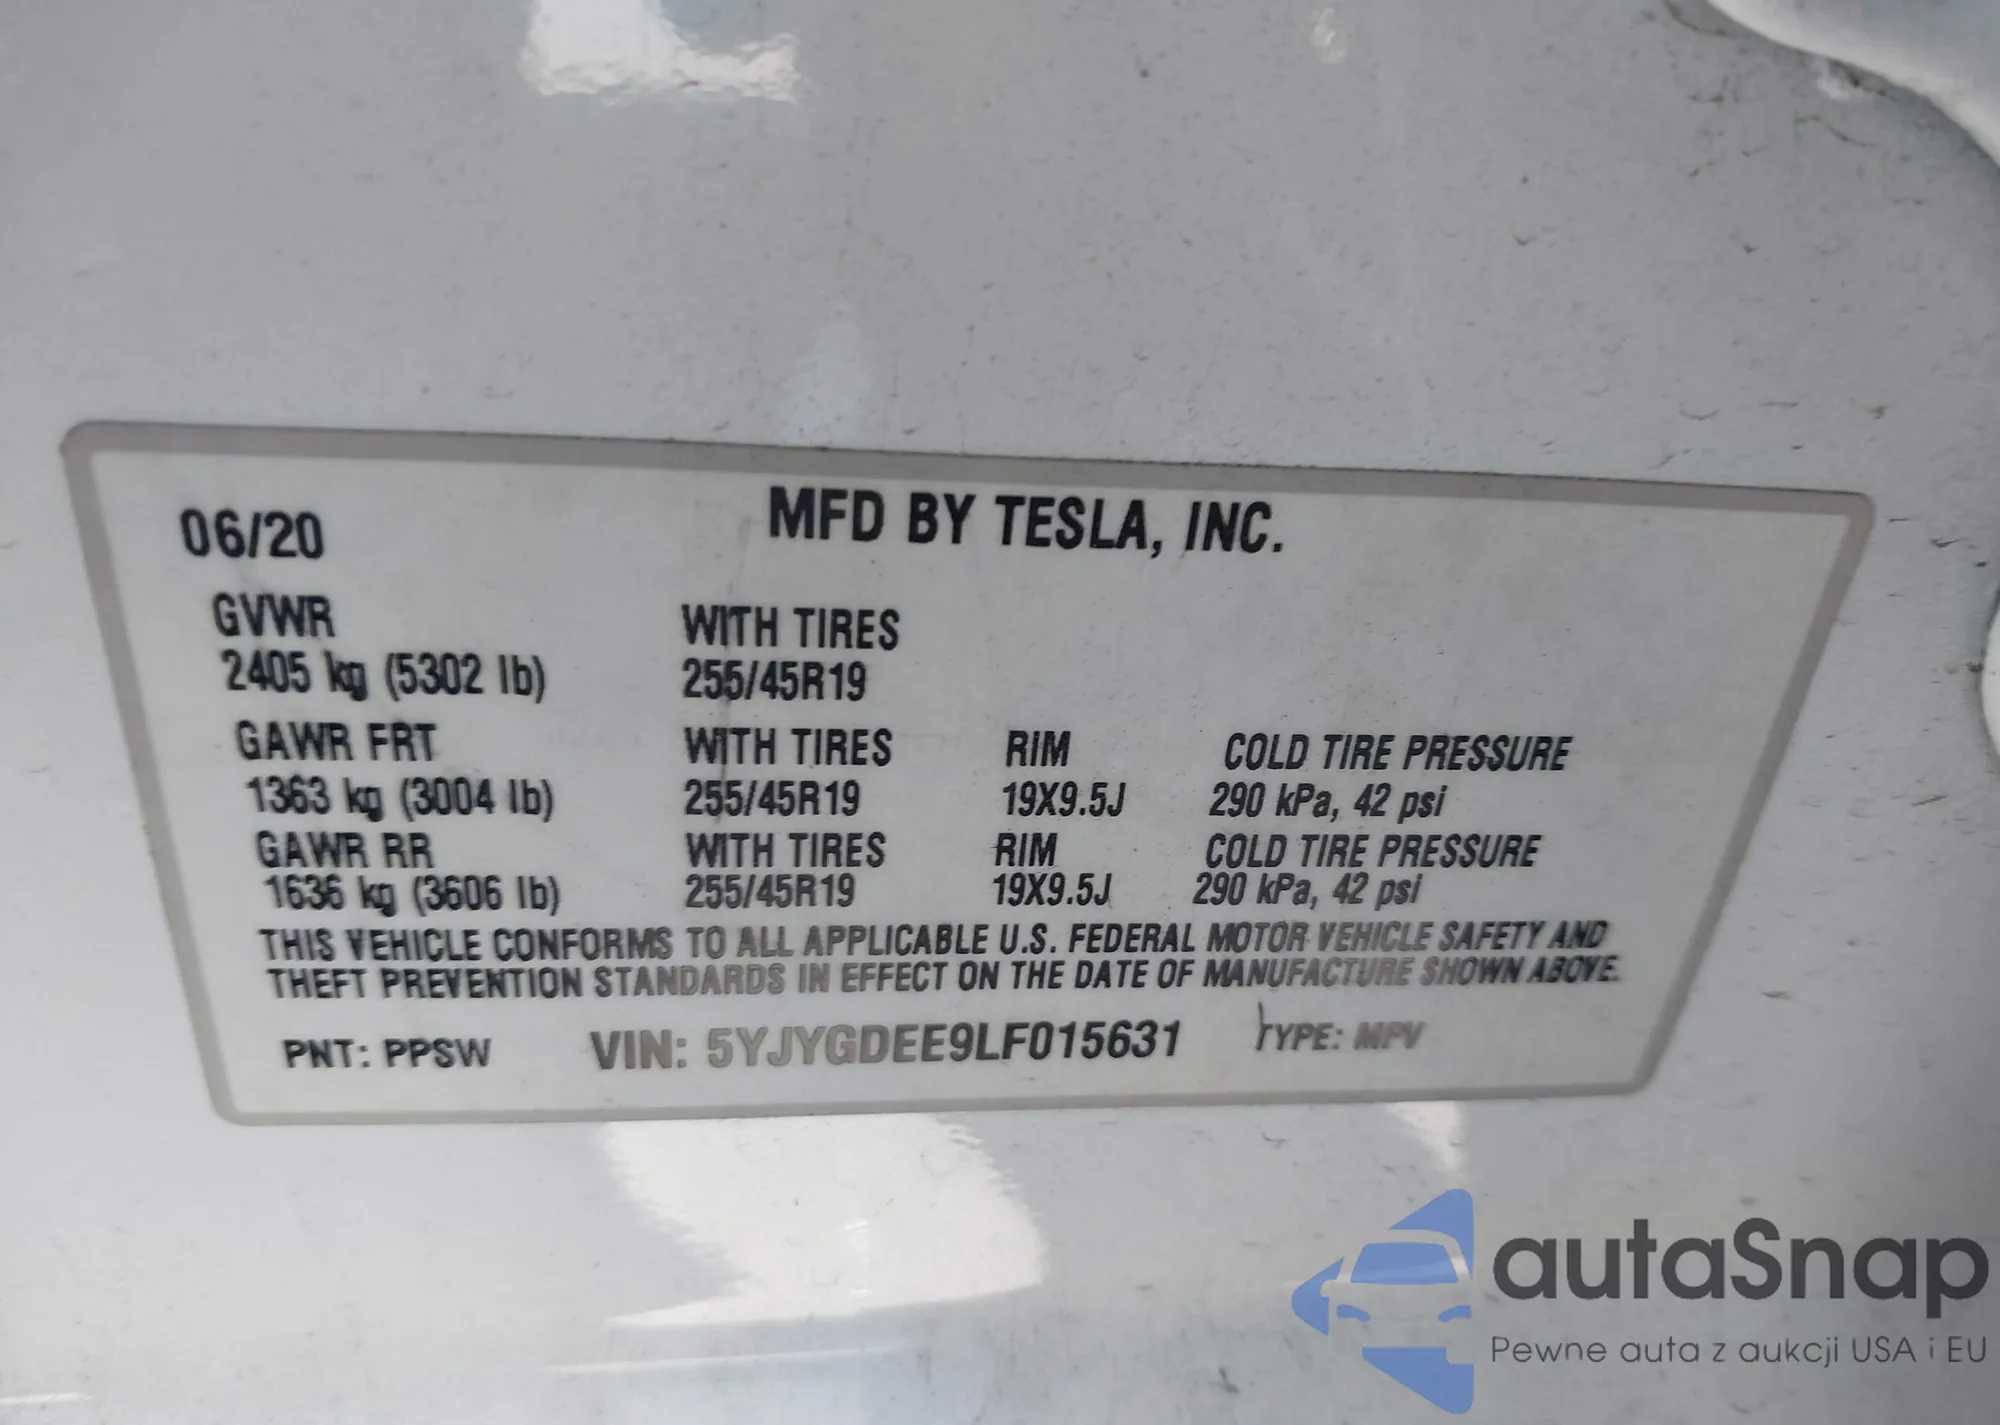 06/20 MFD BY TESLA, INC.
GVWR WITH TIRES
2405 kg (5302 lb) 255/45R19
GAWR FRT WITH TIRES RIM COLD TIRE PRESSURE
1363 kg (3004 lb) 255/45R19 19X9.5J 290 kPa, 42 psi
GAWR RR WITH TIRES RIM COLD TIRE PRESSURE
1636 kg (3606 lb) 255/45R19 19X9.5J 290 kPa, 42 psi
THIS VEHICLE CONFORMS TO ALL APPLICABLE U.S. FEDERAL MOTOR VEHICLE SAFETY AND
THEFT PREVENTION STANDARDS IN EFFECT ON THE DATE OF MANUFACTURE SHOWN ABOVE.
PNT: PPSW VIN: 5YJYGDEE9LF015631 TYPE: MPV
autaSnap
Pewne auta z aukcji USA i EU